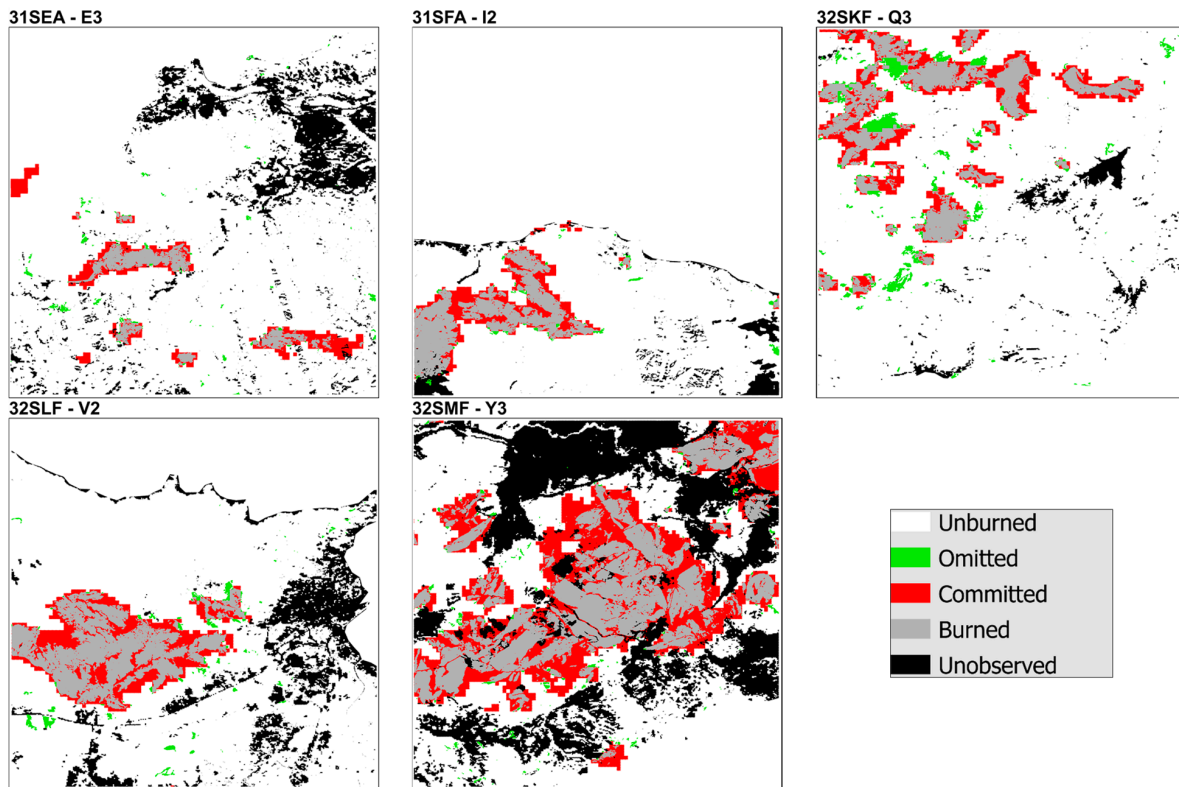 31SEA - E3
31SFA - I2
32SKF - Q3
32SLF - V2
32SMF - Y3
Unburned
Omitted
Committed
Burned
Unobserved